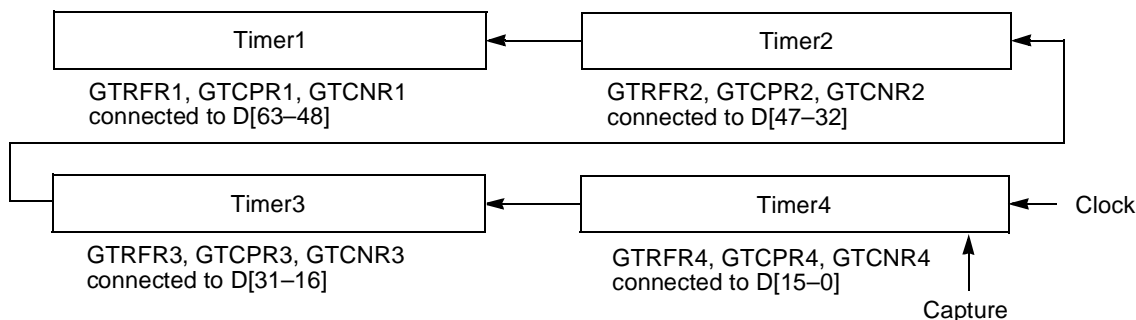 Timer1
Timer2
GTRFR1, GTCPR1, GTCNR1
connected to D[63–48]
GTRFR2, GTCPR2, GTCNR2
connected to D[47–32]
Timer3
Timer4
Clock
GTRFR3, GTCPR3, GTCNR3
connected to D[31–16]
GTRFR4, GTCPR4, GTCNR4
connected to D[15–0]
Capture